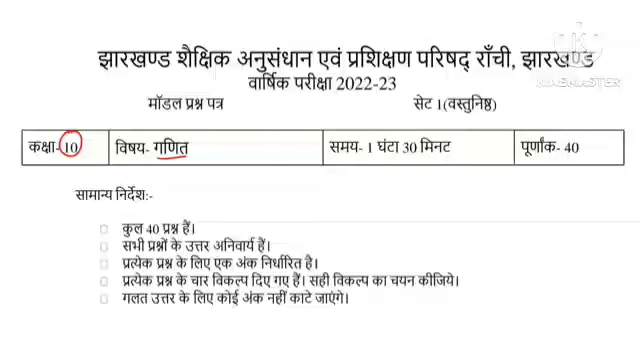 झारखण्ड शैक्षिक अनुसंधान एवं प्रशिक्षण परिषद् राँची, झारखण्ड
वार्षिक परीक्षा 2022-23
मॉडल प्रश्न पत्र सेट 1(वस्तुनिष्ठ)
कक्षा-10 विषय- गणित समय- 1 घंटा 30 मिनट पूर्णांक- 40
सामान्य निर्देश:-
कुल 40 प्रश्न हैं।
सभी प्रश्नों के उत्तर अनिवार्य हैं।
प्रत्येक प्रश्न के लिए एक अंक निर्धारित है।
प्रत्येक प्रश्न के चार विकल्प दिए गए हैं। सही विकल्प का चयन कीजिये।
गलत उत्तर के लिए कोई अंक नहीं काटे जाएंगे।
KINEMASTER